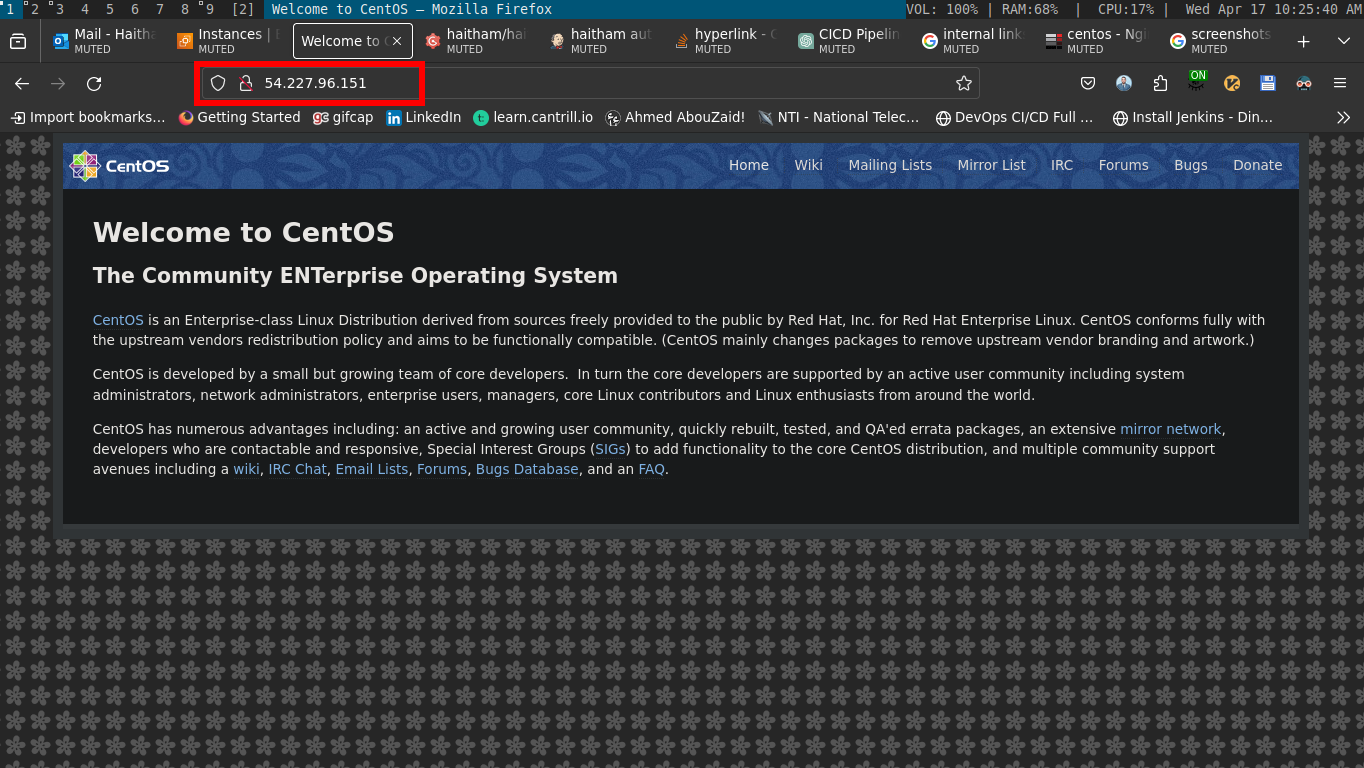 1 2 3 4 5 6 7 8 9 [2] Welcome to CentOS — Mozilla Firefox VOL: 100% | RAM:68% | CPU:17% | Wed Apr 17 10:25:40 AM
Mail - Haitha Instances | E Welcome to C haitham/hai haitham aut hyperlink - C CICD Pipelin internal link centos - Ngi screenshots
MUTED MUTED MUTED MUTED MUTED MUTED MUTED MUTED MUTED
54.227.96.151 ON
Import bookmarks... Getting Started gc gifcap in LinkedIn learn.cantrill.io Ahmed AbouZaid! NTI - National Telec... DevOps CI/CD Full ... Install Jenkins - Din...
CentOS Home Wiki Mailing Lists Mirror List IRC Forums Bugs Donate
Welcome to CentOS
The Community ENTerprise Operating System
CentOS is an Enterprise-class Linux Distribution derived from sources freely provided to the public by Red Hat, Inc. for Red Hat Enterprise Linux. CentOS conforms fully with
the upstream vendors redistribution policy and aims to be functionally compatible. (CentOS mainly changes packages to remove upstream vendor branding and artwork.)
CentOS is developed by a small but growing team of core developers. In turn the core developers are supported by an active user community including system
administrators, network administrators, enterprise users, managers, core Linux contributors and Linux enthusiasts from around the world.
CentOS has numerous advantages including: an active and growing user community, quickly rebuilt, tested, and QA'ed errata packages, an extensive mirror network,
developers who are contactable and responsive, Special Interest Groups (SIGs) to add functionality to the core CentOS distribution, and multiple community support
avenues including a wiki, IRC Chat, Email Lists, Forums, Bugs Database, and an FAQ.